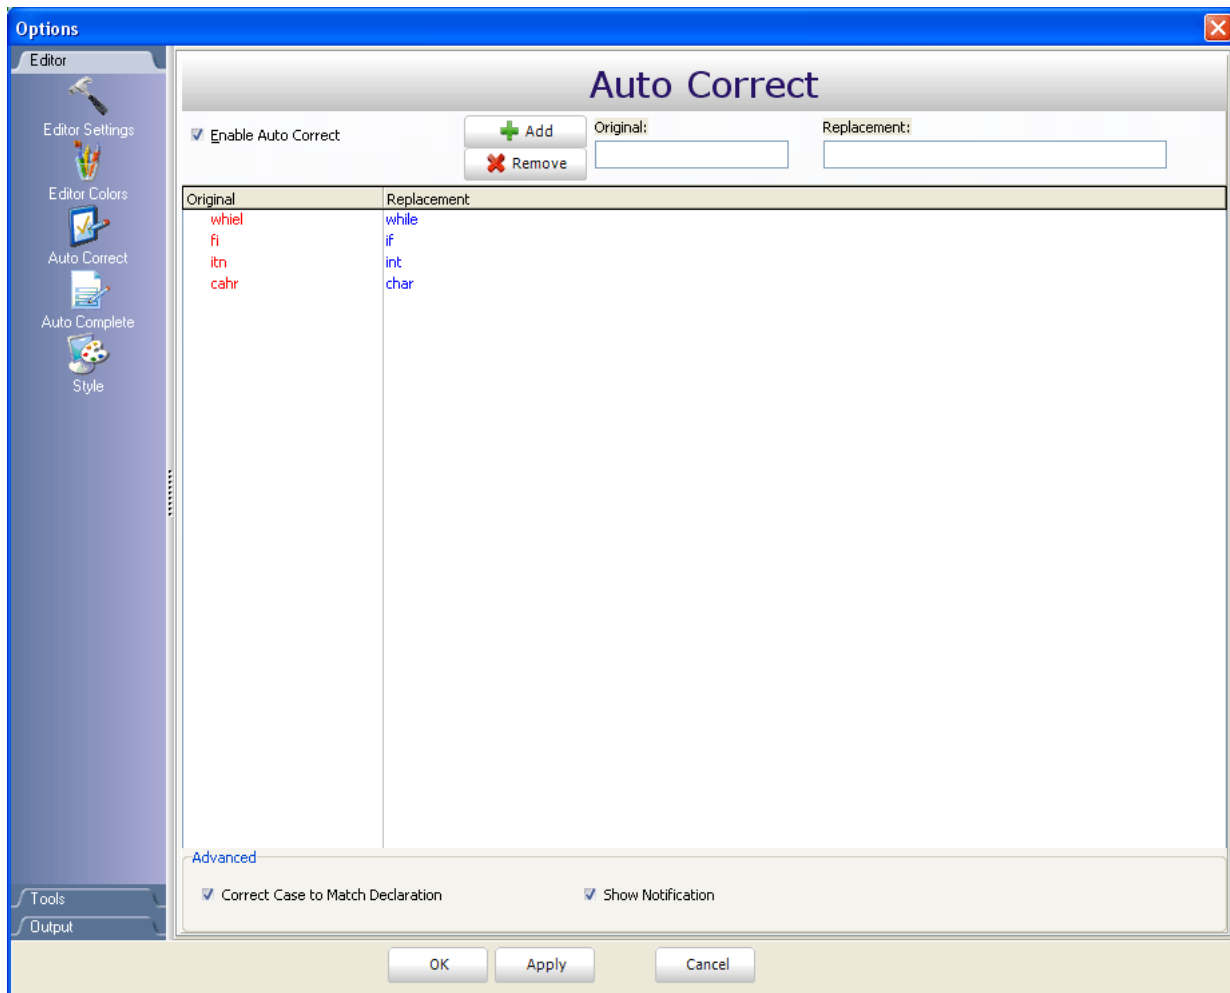 Options
Editor
Editor Settings
Editor Colors
Auto Correct
Auto Complete
Style
Tools
Output
Auto Correct
Enable Auto Correct
Add
Remove
Original:
Replacement:
Original Replacement
whiel while
fi if
itn int
cahr char
Advanced
Correct Case to Match Declaration
Show Notification
OK
Apply
Cancel